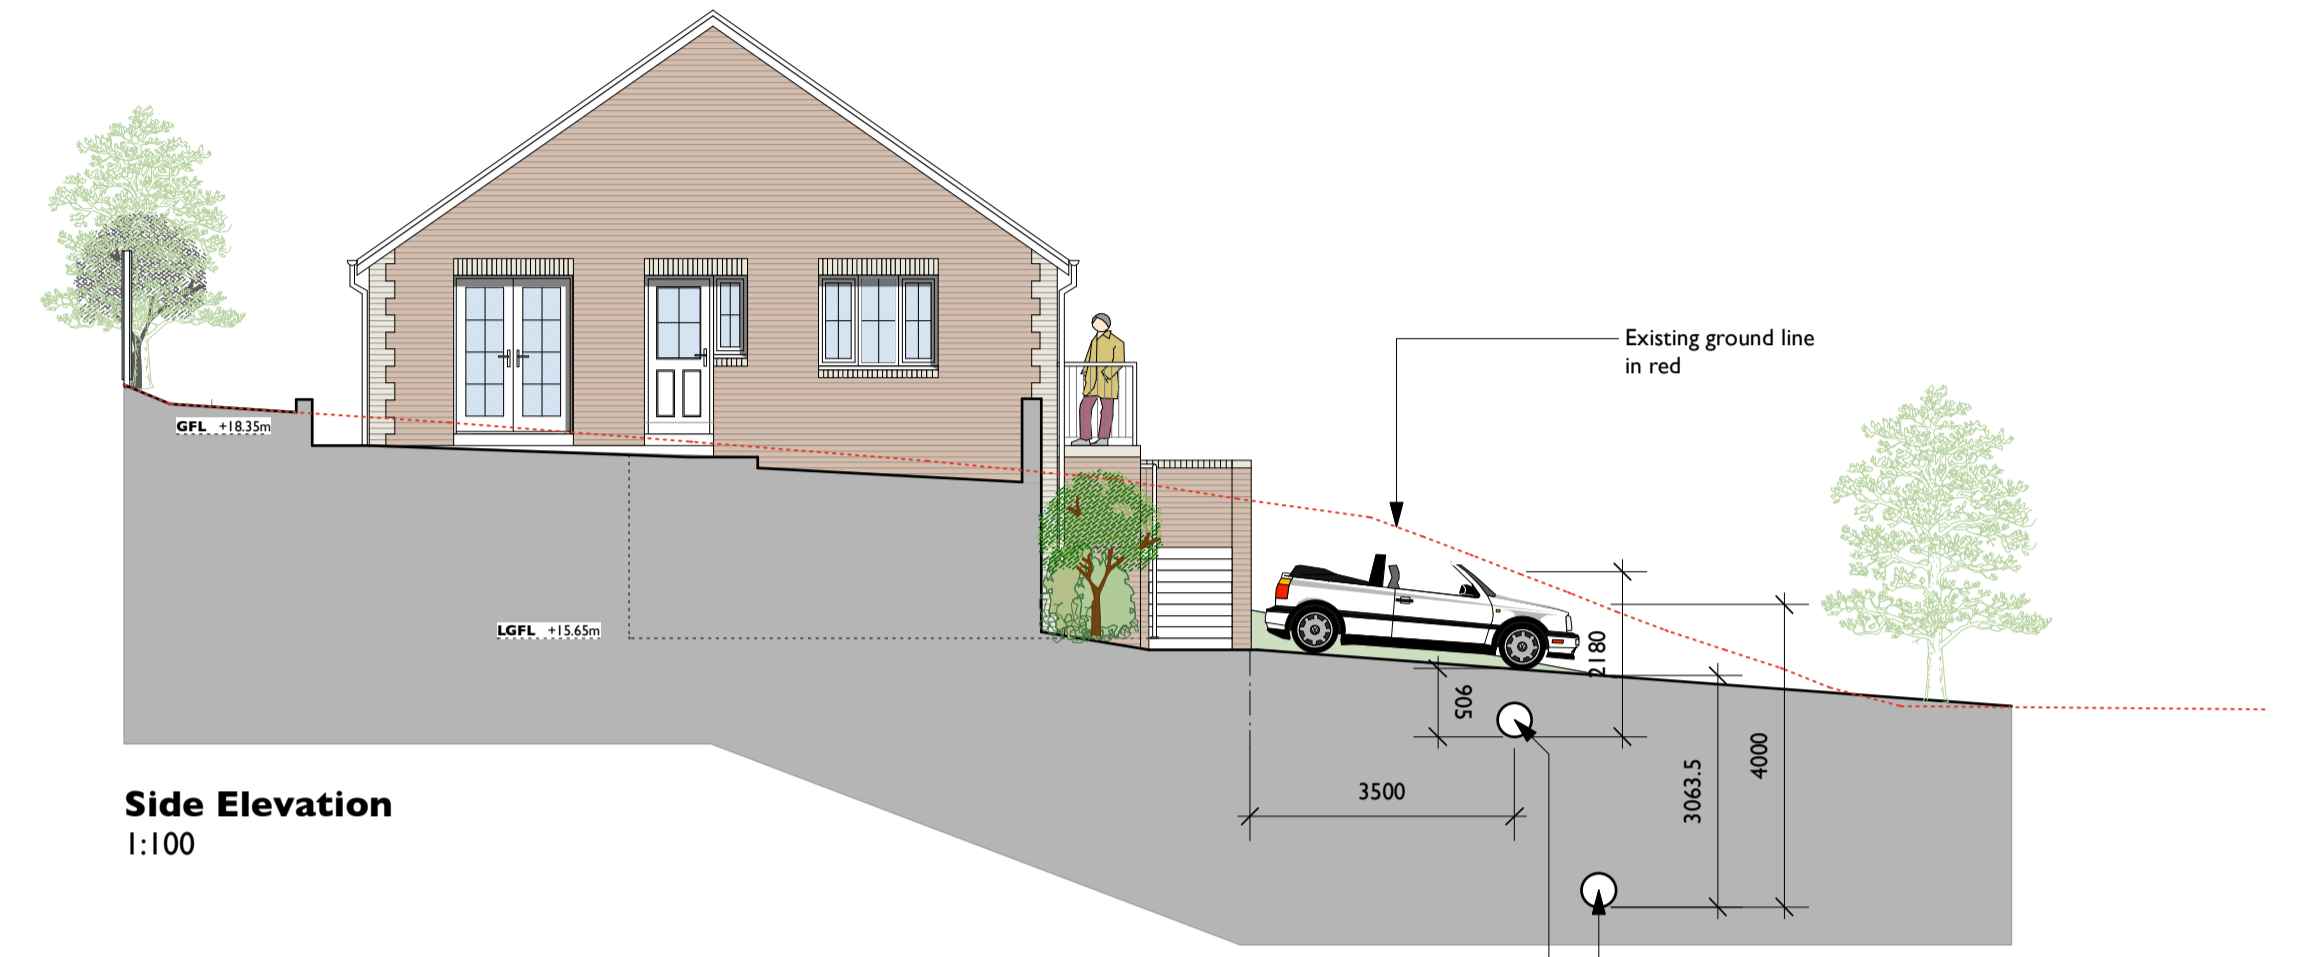 Existing ground line
in red
GFL +18.35m
LGFL +15.65m
2180
905
3500
3063.5
4000
Side Elevation
1:100